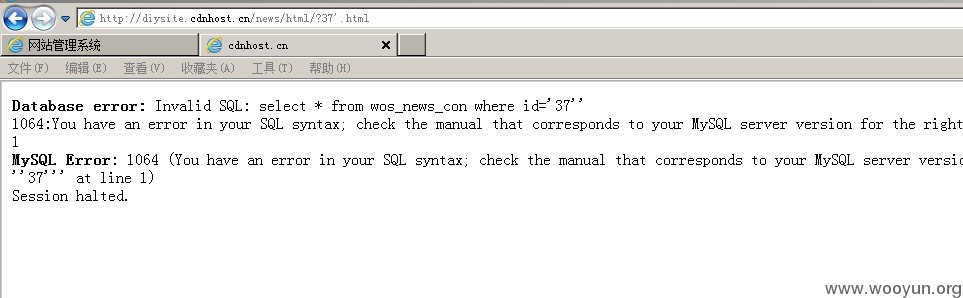 http://diysite.cdnhost.cn/news/html/?37'.html
网站管理系统
cdnhost.cn
文件(F) 编辑(E) 查看(V) 收藏夹(A) 工具(T) 帮助(H)
Database error: Invalid SQL: select * from wos_news_con where id='37''
1064:You have an error in your SQL syntax; check the manual that corresponds to your MySQL server version for the right
1
MySQL Error: 1064 (You have an error in your SQL syntax; check the manual that corresponds to your MySQL server versio
''37''' at line 1)
Session halted.
www.wooyun.org